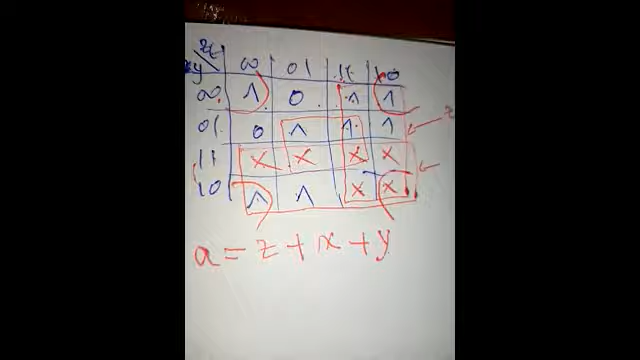 zt
xy 00 01 11 10
00 1 0 1 1
01 0 1 1 1
11 x x x x
10 1 1 x x
a = z + x + y